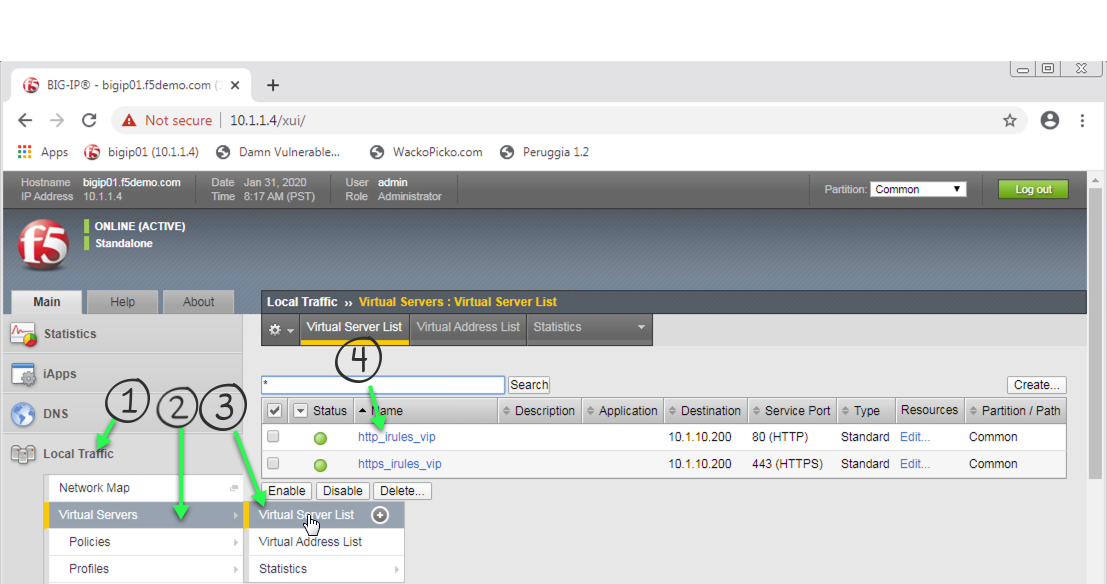 BIG-IP® - bigip01.f5demo.com (
Not secure | 10.1.1.4/xui/
Apps bigip01 (10.1.1.4) Damn Vulnerable... WackoPicko.com Peruggia 1.2
Hostname bigip01.f5demo.com Date Jan 31, 2020 User admin
IP Address 10.1.1.4 Time 8:17 AM (PST) Role Administrator
Partition: Common Log out
f5
ONLINE (ACTIVE)
Standalone
Main Help About
Local Traffic ›› Virtual Servers : Virtual Server List
Virtual Server List Virtual Address List Statistics
Statistics
iApps
DNS
Local Traffic
Network Map
Virtual Servers
Policies
Profiles
1 2 3 4
* Search Create...
Status Name Description Application Destination Service Port Type Resources Partition / Path
http_irules_vip 10.1.10.200 80 (HTTP) Standard Edit... Common
https_irules_vip 10.1.10.200 443 (HTTPS) Standard Edit... Common
Enable Disable Delete...
Virtual Server List
Virtual Address List
Statistics